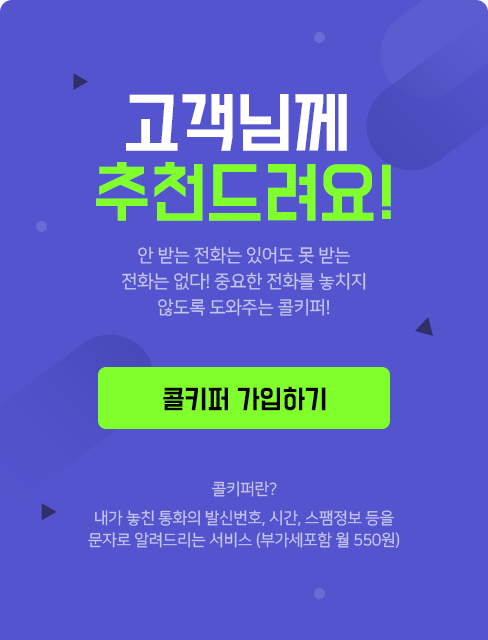 고객님께
추천드려요!
안 받는 전화는 있어도 못 받는
전화는 없다! 중요한 전화를 놓치지
않도록 도와주는 콜키퍼!
콜키퍼 가입하기
콜키퍼란?
내가 놓친 통화의 발신번호, 시간, 스팸정보 등을
문자로 알려드리는 서비스 (부가세포함 월 550원)